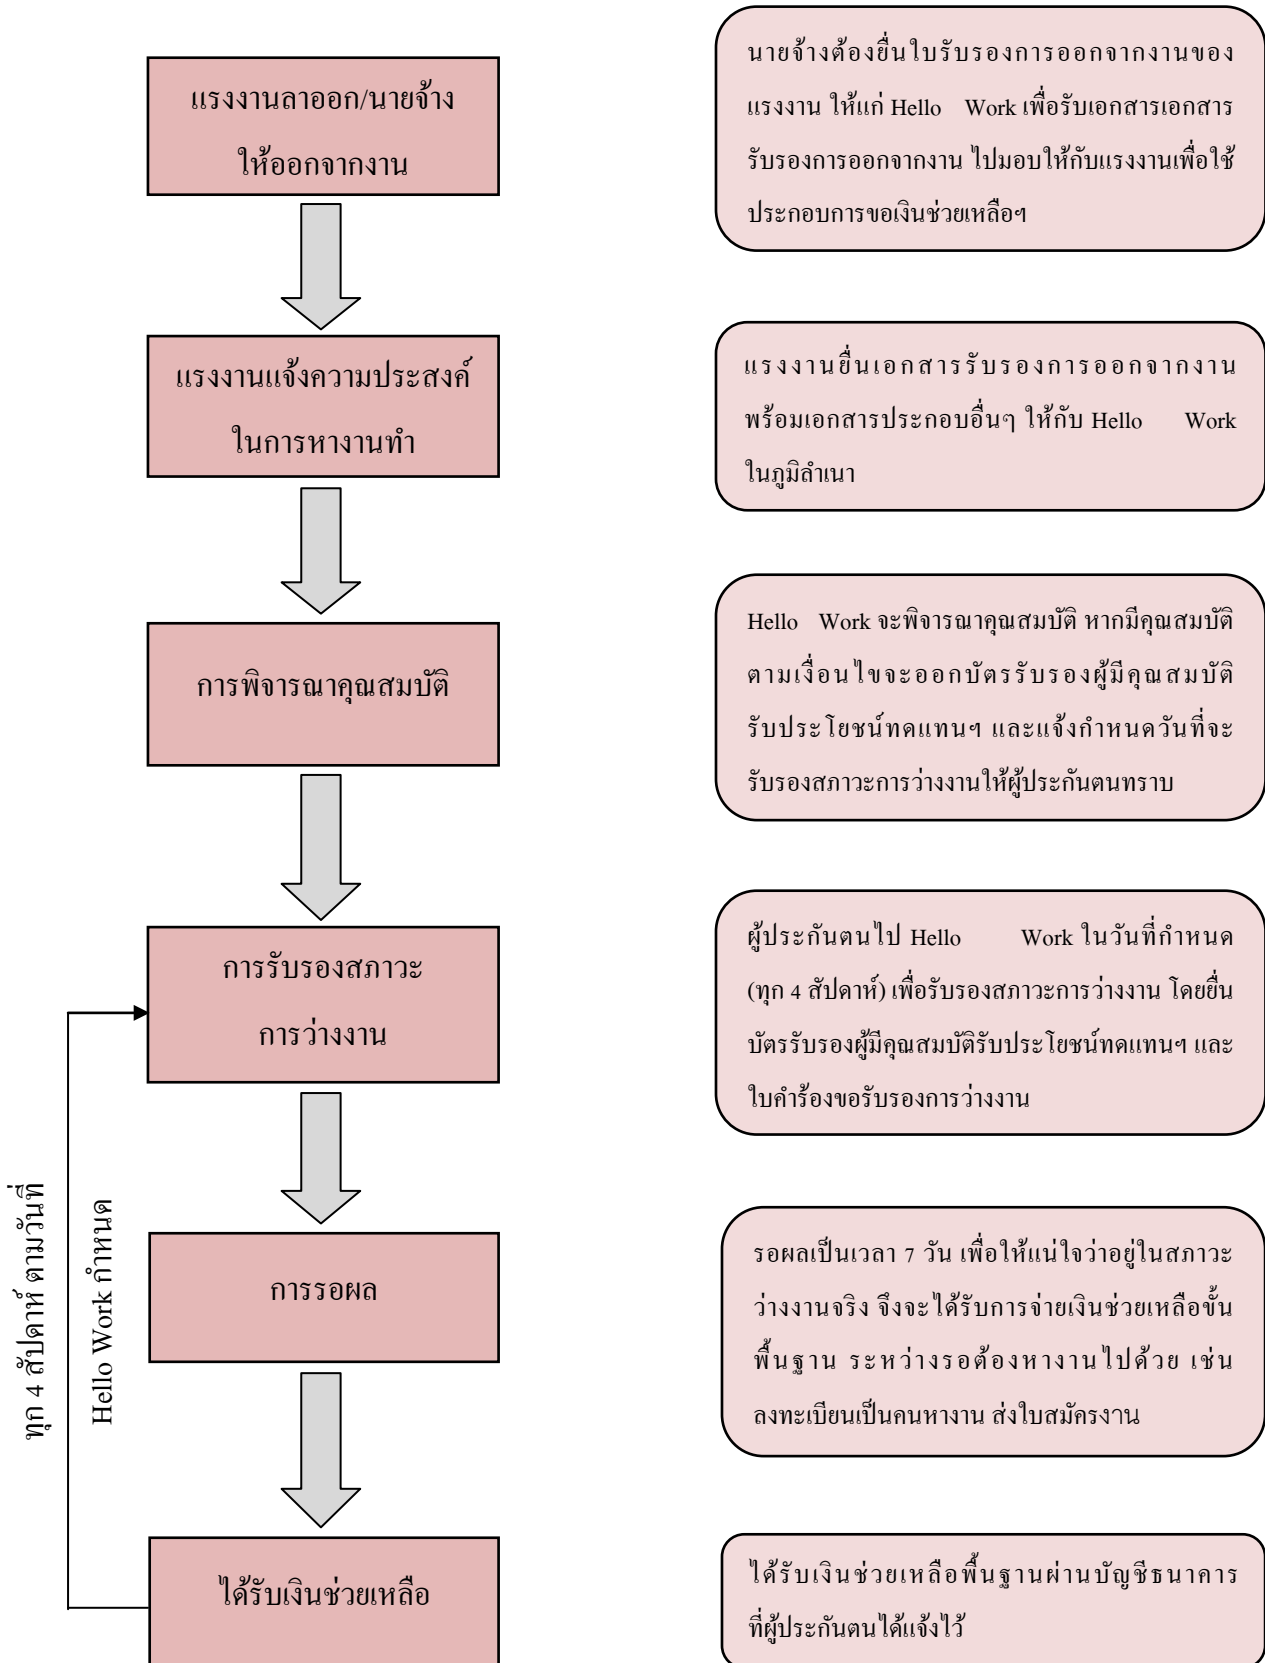 แรงงานลาออก/นายจ้าง
ให้ออกจากงาน
นายจ้างต้องยื่นใบรับรองการออกจากงานของ
แรงงาน ให้แก่ Hello Work เพื่อรับเอกสารเอกสาร
รับรองการออกจากงาน ไปมอบให้กับแรงงานเพื่อใช้
ประกอบการขอเงินช่วยเหลือฯ
แรงงานแจ้งความประสงค์
ในการหางานทำ
แรงงานยื่นเอกสารรับรองการออกจากงาน
พร้อมเอกสารประกอบอื่นๆ ให้กับ Hello Work
ในภูมิลำเนา
การพิจารณาคุณสมบัติ
Hello Work จะพิจารณาคุณสมบัติ หากมีคุณสมบัติ
ตามเงื่อนไขจะออกบัตรรับรองผู้มีคุณสมบัติ
รับประโยชน์ทดแทนฯ และแจ้งกำหนดวันที่จะ
รับรองสภาวะการว่างงานให้ผู้ประกันตนทราบ
การรับรองสภาวะ
การว่างงาน
ผู้ประกันตนไป Hello Work ในวันที่กำหนด
(ทุก 4 สัปดาห์) เพื่อรับรองสภาวะการว่างงาน โดยยื่น
บัตรรับรองผู้มีคุณสมบัติรับประโยชน์ทดแทนฯ และ
ใบคำร้องขอรับรองการว่างงาน
ทุก 4 สัปดาห์ ตามวันที่
Hello Work กำหนด
การรอผล
รอผลเป็นเวลา 7 วัน เพื่อให้แน่ใจว่าอยู่ในสภาวะ
ว่างงานจริง จึงจะได้รับการจ่ายเงินช่วยเหลือขั้น
พื้นฐาน ระหว่างรอต้องหางานไปด้วย เช่น
ลงทะเบียนเป็นคนหางาน ส่งใบสมัครงาน
ได้รับเงินช่วยเหลือ
ได้รับเงินช่วยเหลือพื้นฐานผ่านบัญชีธนาคาร
ที่ผู้ประกันตนได้แจ้งไว้